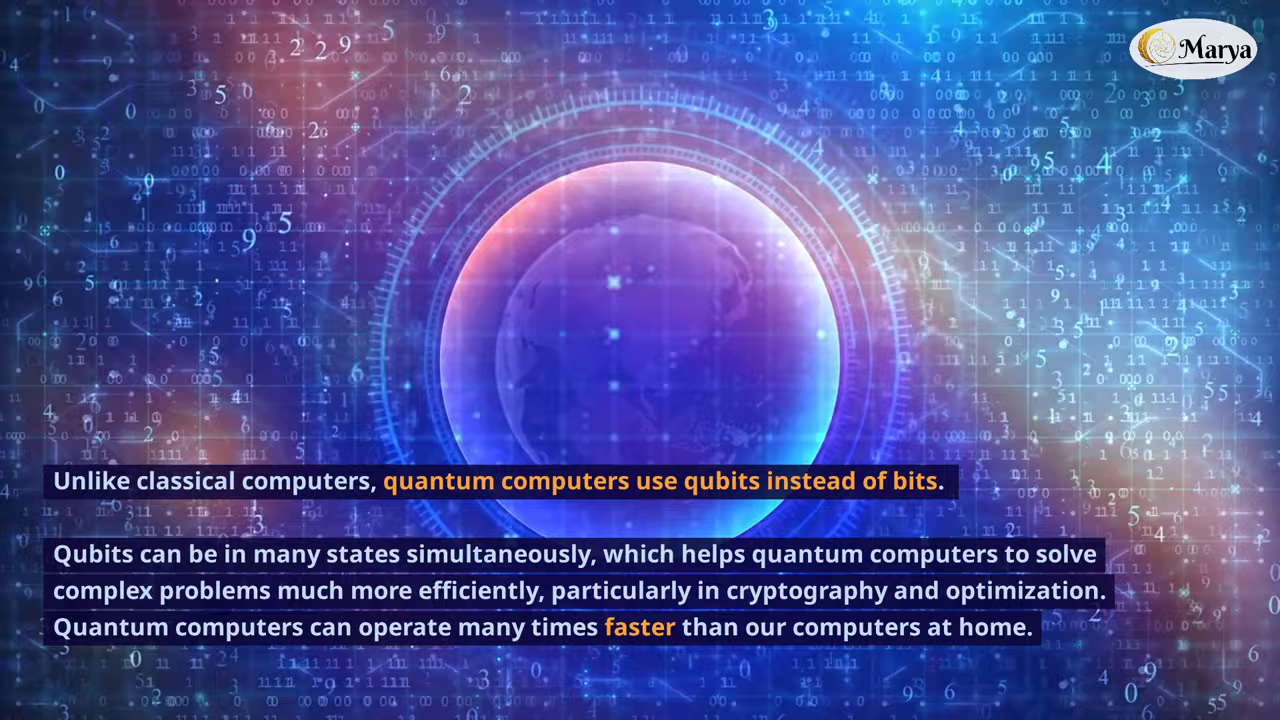 Marya
Unlike classical computers, quantum computers use qubits instead of bits.
Qubits can be in many states simultaneously, which helps quantum computers to solve
complex problems much more efficiently, particularly in cryptography and optimization.
Quantum computers can operate many times faster than our computers at home.